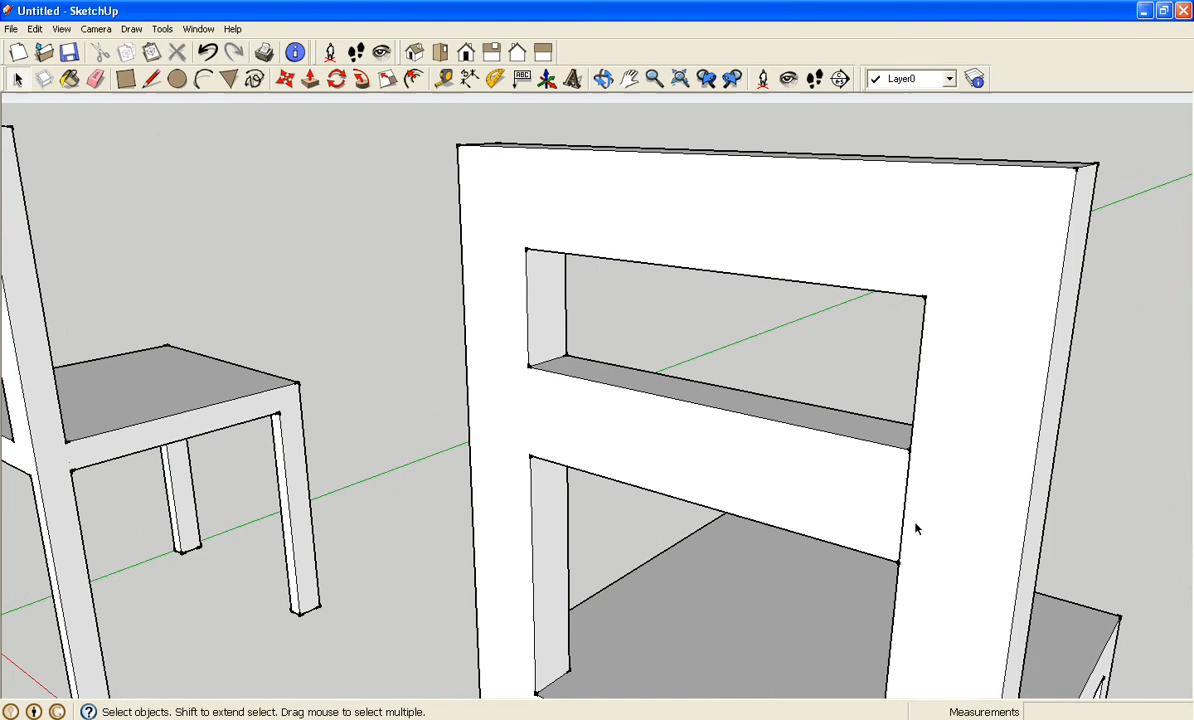 Untitled - SketchUp
File Edit View Camera Draw Tools Window Help
ABC
Layer0
Select objects. Shift to extend select. Drag mouse to select multiple.
Measurements